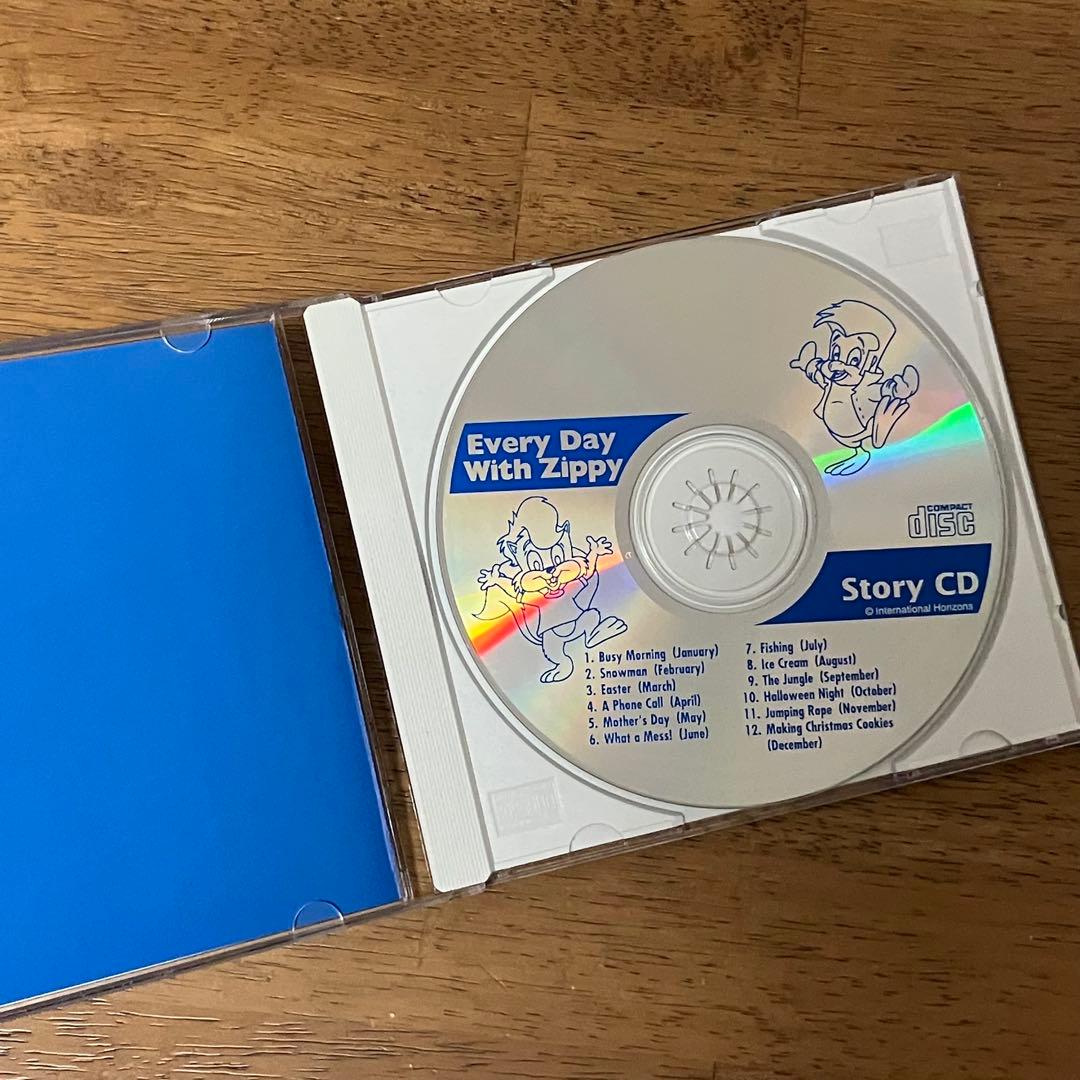 Every Day
With Zippy
COMPACT
disc
Story CD
© International Horizons
1. Busy Morning (January)
2. Snowman (February)
3. Easter (March)
4. A Phone Call (April)
5. Mother's Day (May)
6. What a Mess! (June)
7. Fishing (July)
8. Ice Cream (August)
9. The Jungle (September)
10. Halloween Night (October)
11. Jumping Rope (November)
12. Making Christmas Cookies
(December)